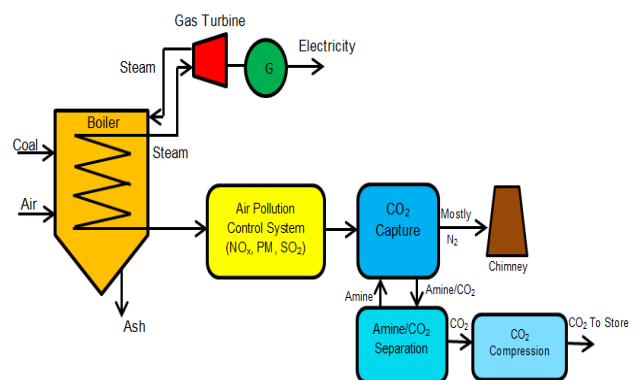 Gas Turbine
Electricity
Steam
G
Boiler
Coal
Steam
Air
Air Pollution
Control System
(NOₓ, PM, SO₂)
CO₂
Capture
Mostly
N₂
Chimney
Amine
Amine/CO₂
Ash
Amine/CO₂
Separation
CO₂
CO₂
Compression
CO₂ To Store